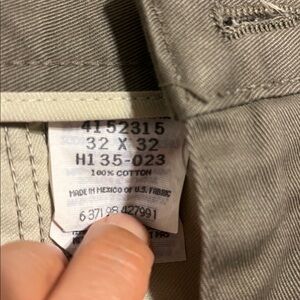 4152315
32 X 32
H135-023
100% COTTON
MADE IN MEXICO OF U.S. FABRIC
6 37198 427991